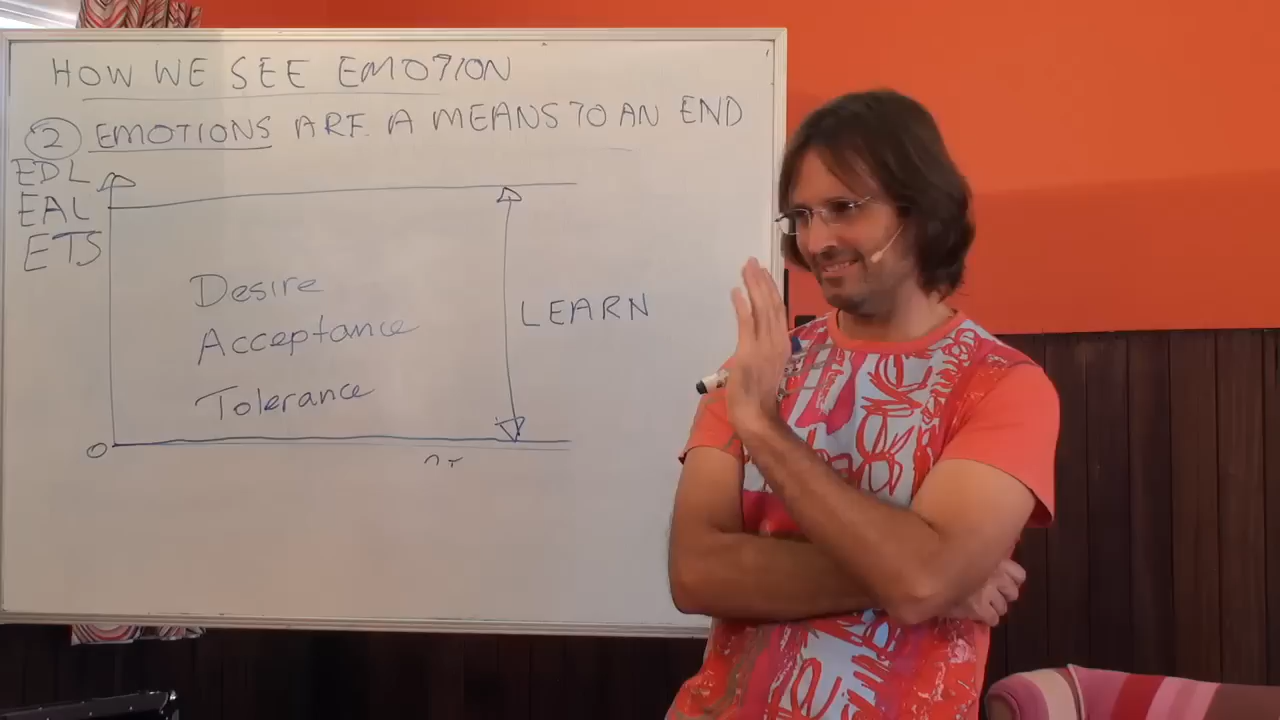 HOW WE SEE EMOTION
2 EMOTIONS ARE A MEANS TO AN END
EDL
EAL
ETS
Desire
Acceptance
Tolerance
LEARN
0